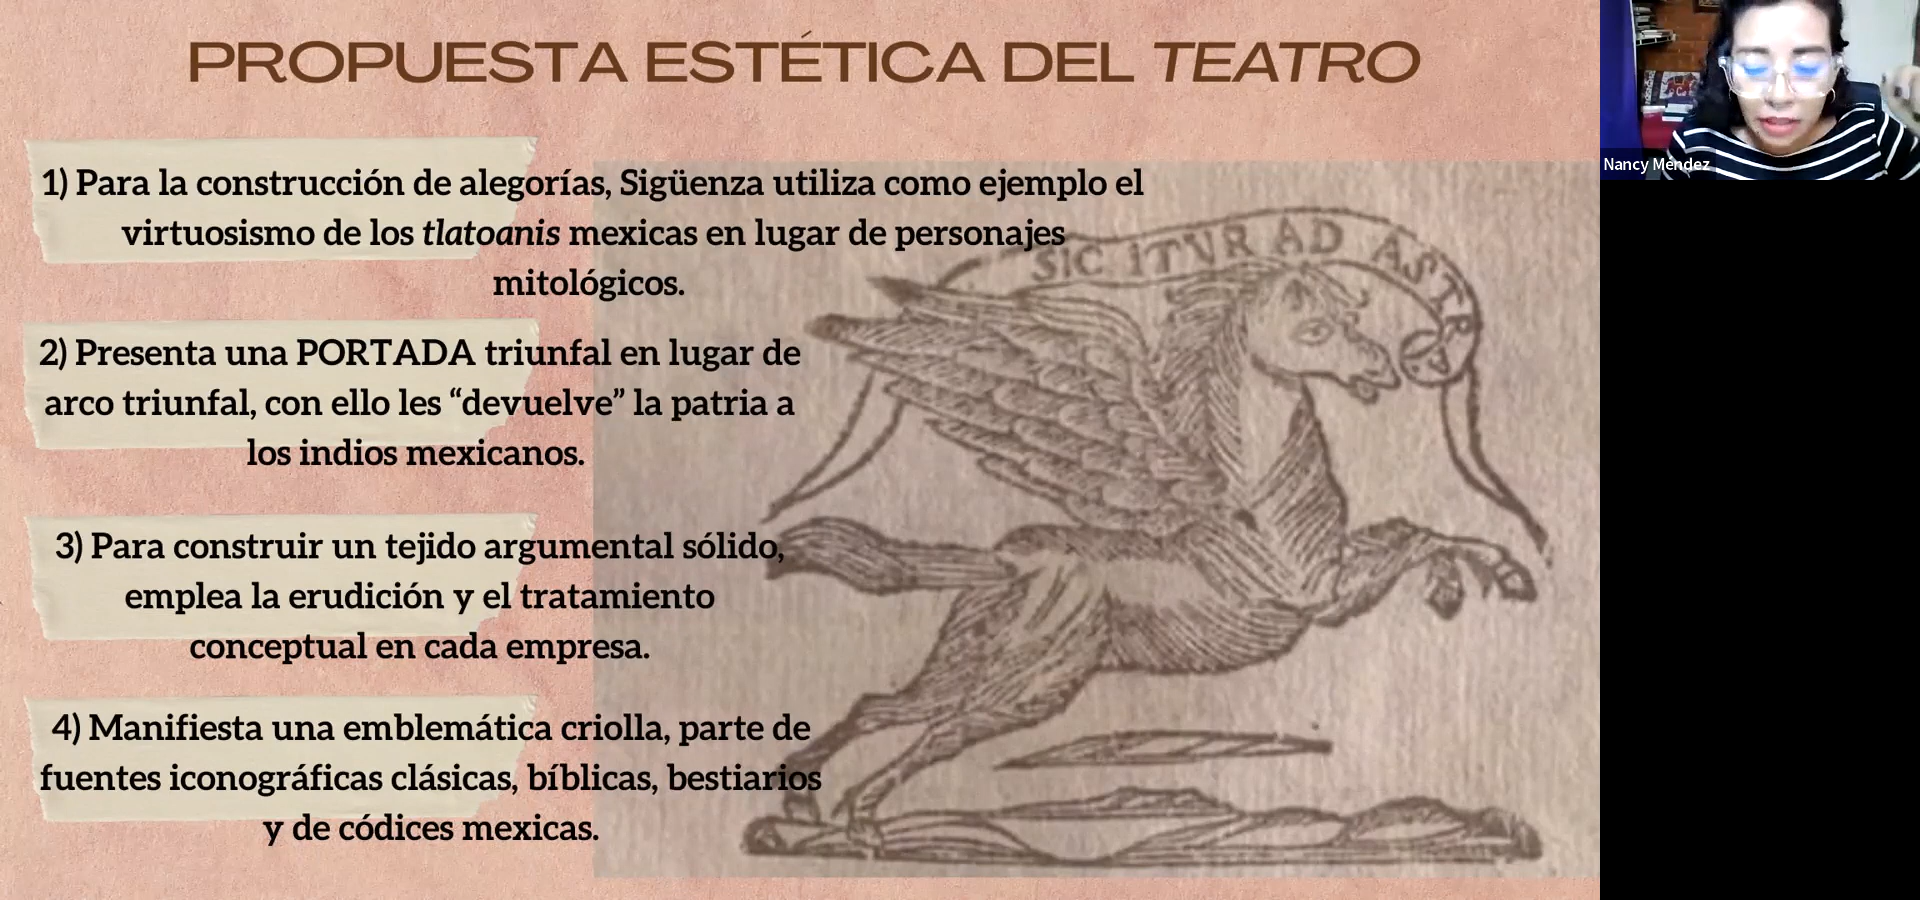 PROPUESTA ESTÉTICA DEL TEATRO
1) Para la construcción de alegorías, Sigüenza utiliza como ejemplo el
virtuosismo de los tlatoanis mexicas en lugar de personajes
mitológicos.
2) Presenta una PORTADA triunfal en lugar de
arco triunfal, con ello les “devuelve” la patria a
los indios mexicanos.
3) Para construir un tejido argumental sólido,
emplea la erudición y el tratamiento
conceptual en cada empresa.
4) Manifiesta una emblemática criolla, parte de
fuentes iconográficas clásicas, bíblicas, bestiarios
y de códices mexicas.
SIC ITVR AD ASTR
Nancy Méndez